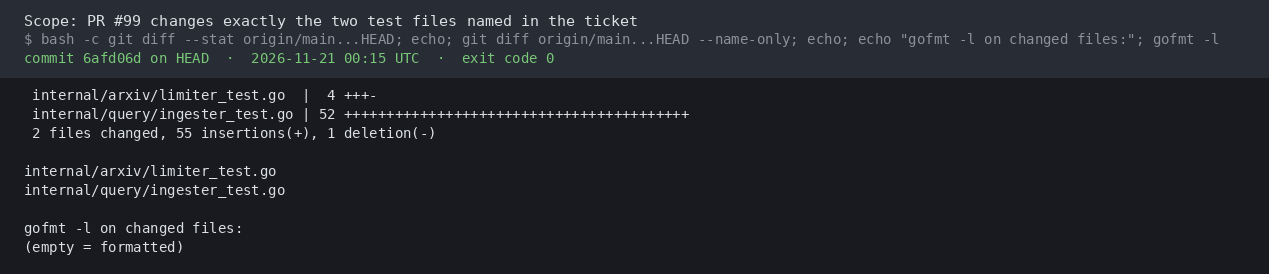 Scope: PR #99 changes exactly the two test files named in the ticket
$ bash -c git diff --stat origin/main...HEAD; echo; git diff origin/main...HEAD --name-only; echo; echo "gofmt -l on changed files:"; gofmt -l
commit 6afd06d on HEAD · 2026-11-21 00:15 UTC · exit code 0
internal/arxiv/limiter_test.go | 4 +++-
internal/query/ingester_test.go | 52 +++++++++++++++++++++++++++++++++++++++++
2 files changed, 55 insertions(+), 1 deletion(-)
internal/arxiv/limiter_test.go
internal/query/ingester_test.go
gofmt -l on changed files:
(empty = formatted)